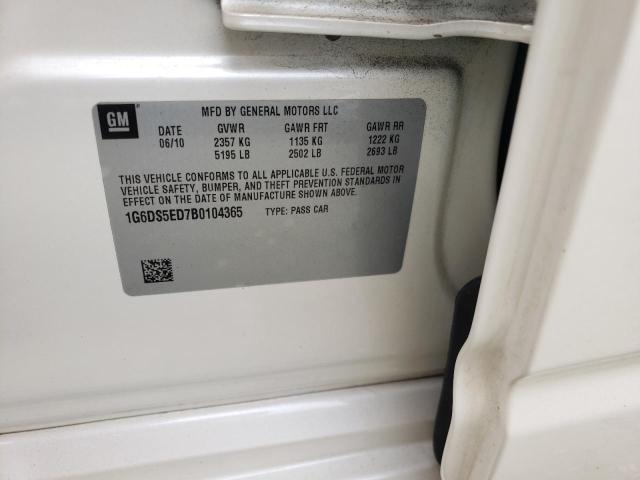 GM
MFD BY GENERAL MOTORS LLC
DATE GVWR GAWR FRT GAWR RR
06/10 2357 KG 1135 KG 1222 KG
5195 LB 2502 LB 2693 LB
THIS VEHICLE CONFORMS TO ALL APPLICABLE U.S. FEDERAL MOTOR
VEHICLE SAFETY, BUMPER, AND THEFT PREVENTION STANDARDS IN
EFFECT ON THE DATE OF MANUFACTURE SHOWN ABOVE.
1G6DS5ED7B0104365 TYPE: PASS CAR